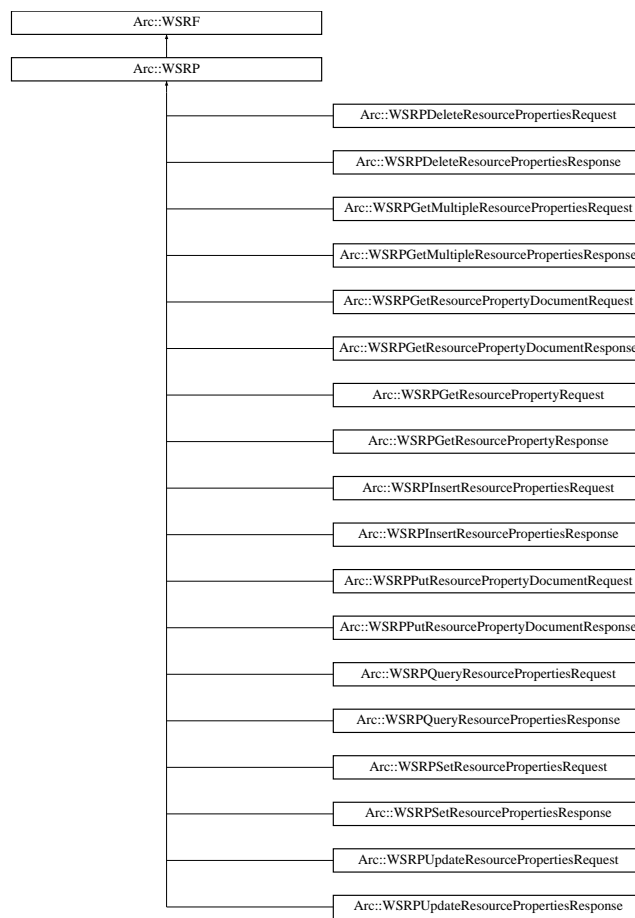 Arc::WSRF
Arc::WSRP
Arc::WSRPDeleteResourcePropertiesRequest
Arc::WSRPDeleteResourcePropertiesResponse
Arc::WSRPGetMultipleResourcePropertiesRequest
Arc::WSRPGetMultipleResourcePropertiesResponse
Arc::WSRPGetResourcePropertyDocumentRequest
Arc::WSRPGetResourcePropertyDocumentResponse
Arc::WSRPGetResourcePropertyRequest
Arc::WSRPGetResourcePropertyResponse
Arc::WSRPInsertResourcePropertiesRequest
Arc::WSRPInsertResourcePropertiesResponse
Arc::WSRPPutResourcePropertyDocumentRequest
Arc::WSRPPutResourcePropertyDocumentResponse
Arc::WSRPQueryResourcePropertiesRequest
Arc::WSRPQueryResourcePropertiesResponse
Arc::WSRPSetResourcePropertiesRequest
Arc::WSRPSetResourcePropertiesResponse
Arc::WSRPUpdateResourcePropertiesRequest
Arc::WSRPUpdateResourcePropertiesResponse